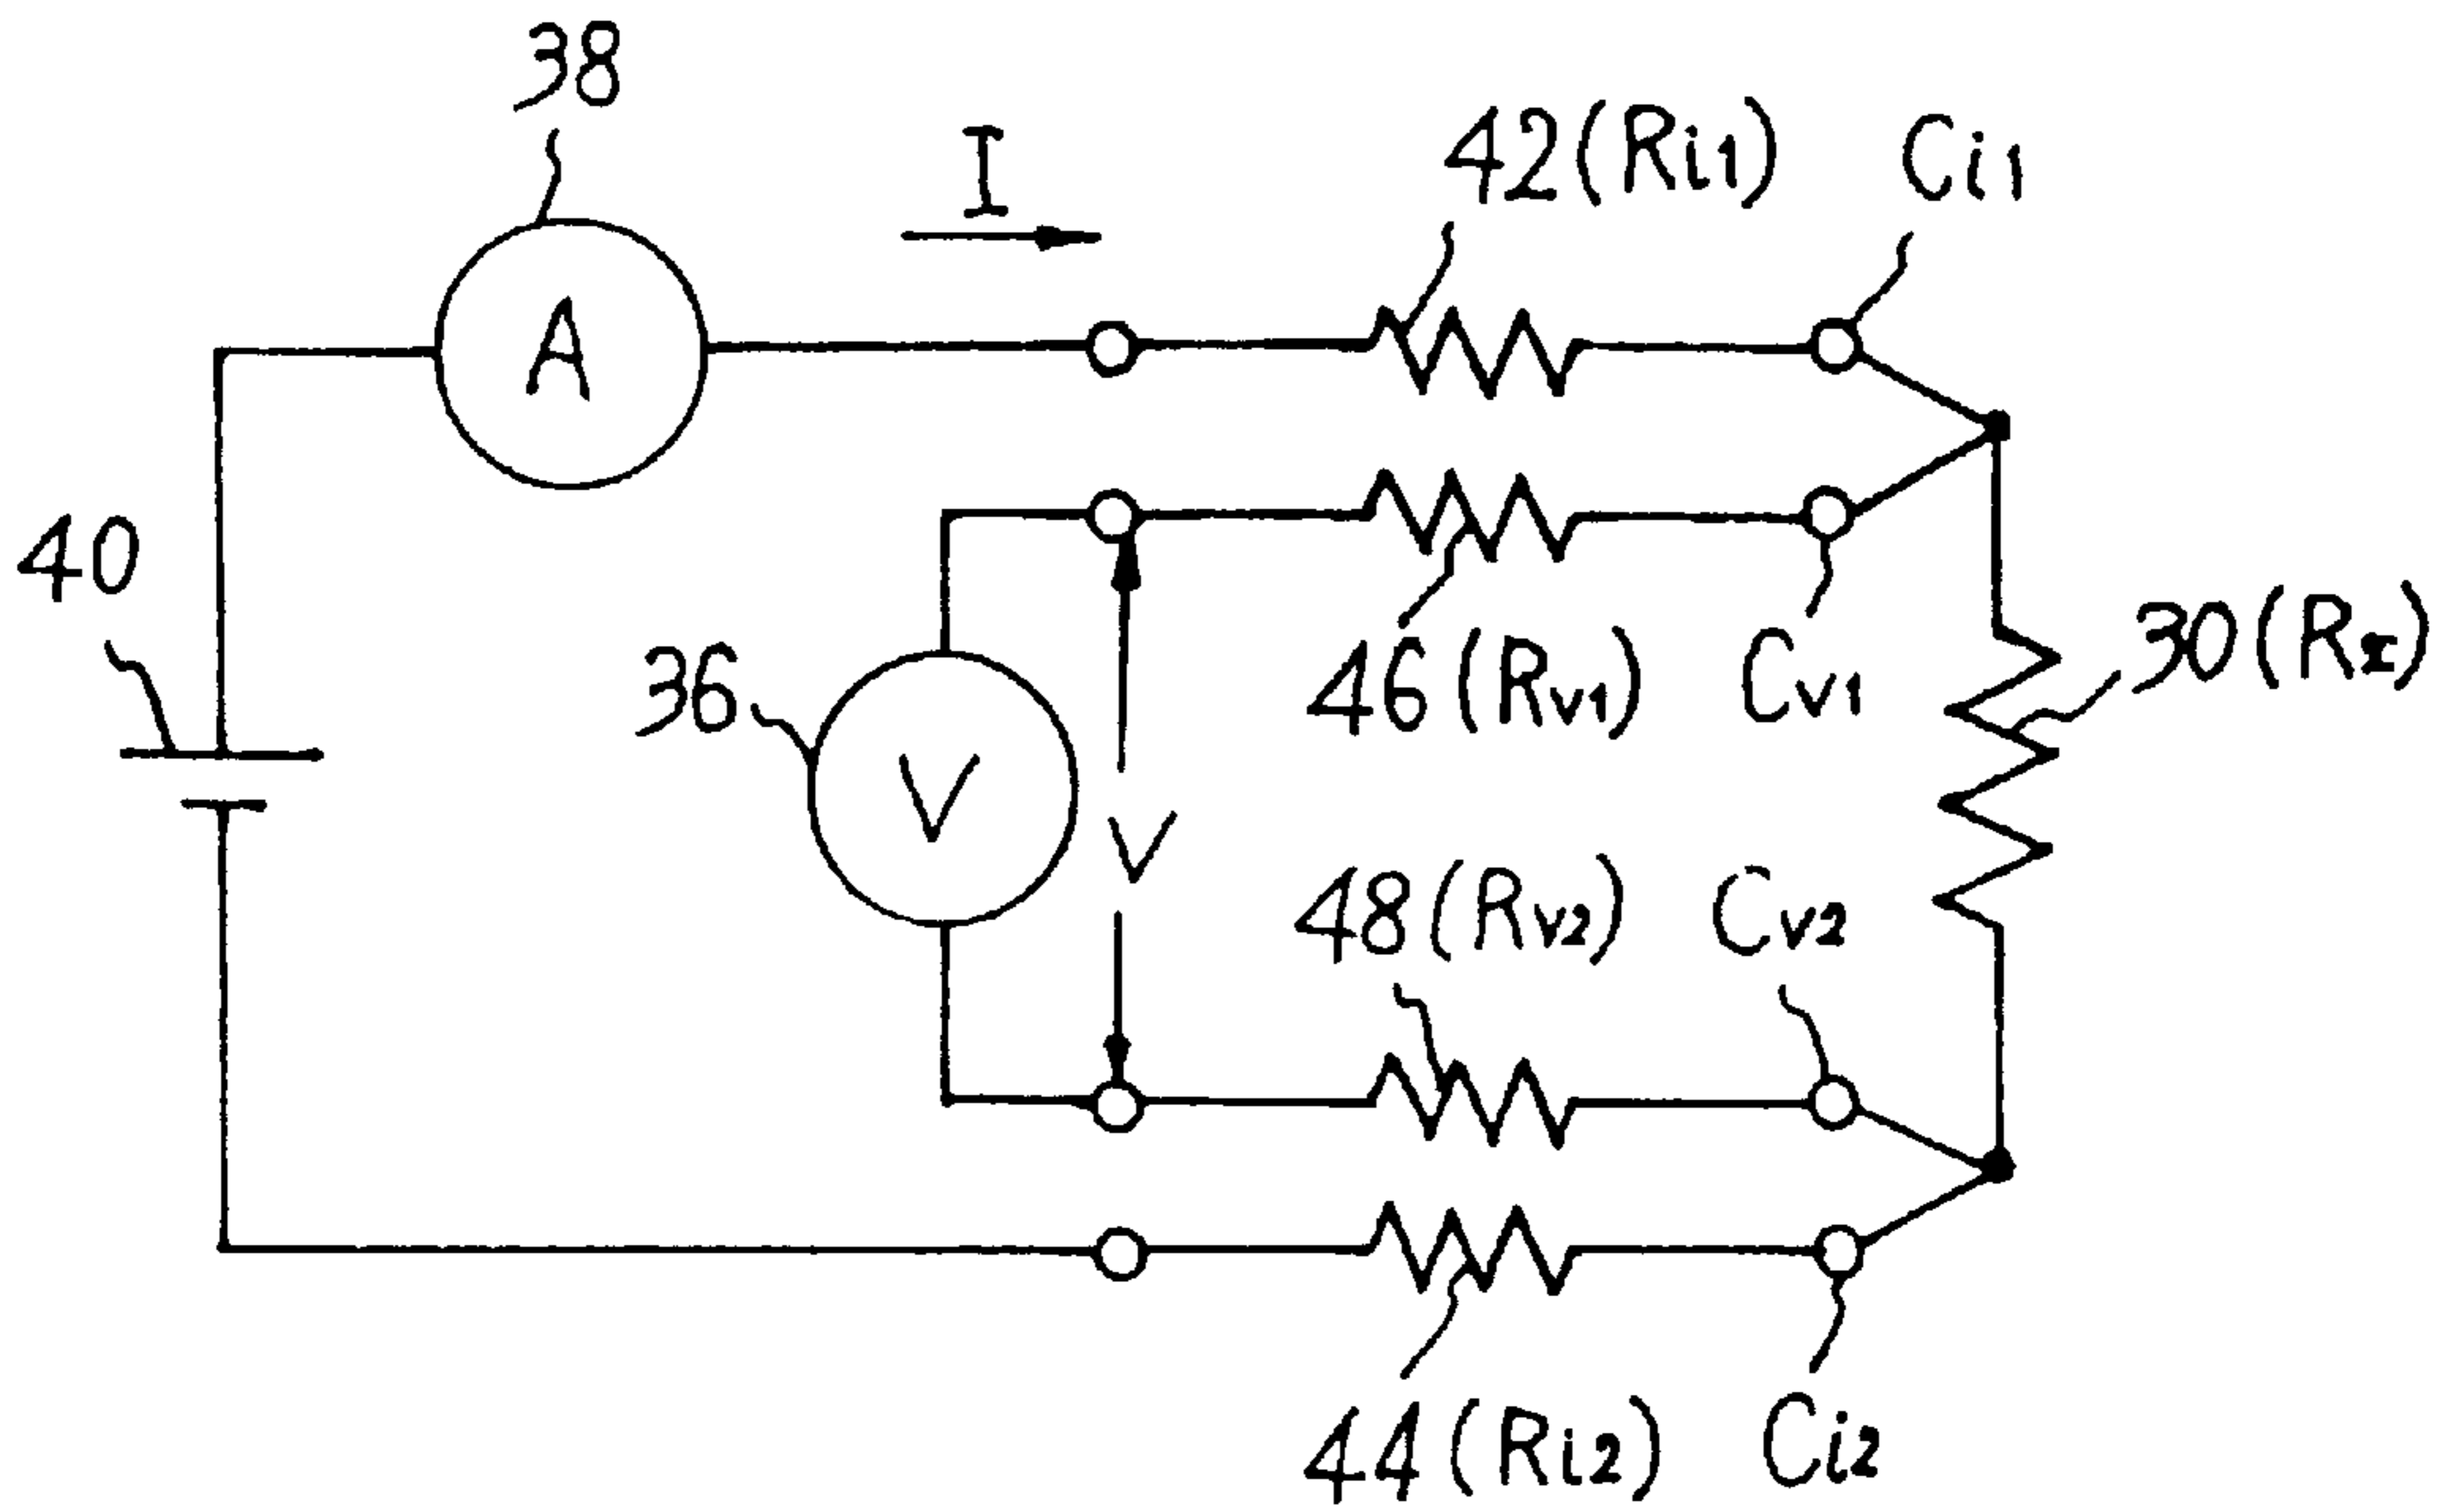 38
I
42(Ri1)
Ci1
A
40
36
V
V
46(Rv1)
Cv1
30(Rx)
48(Rv2)
Cv2
44(Ri2)
Ci2